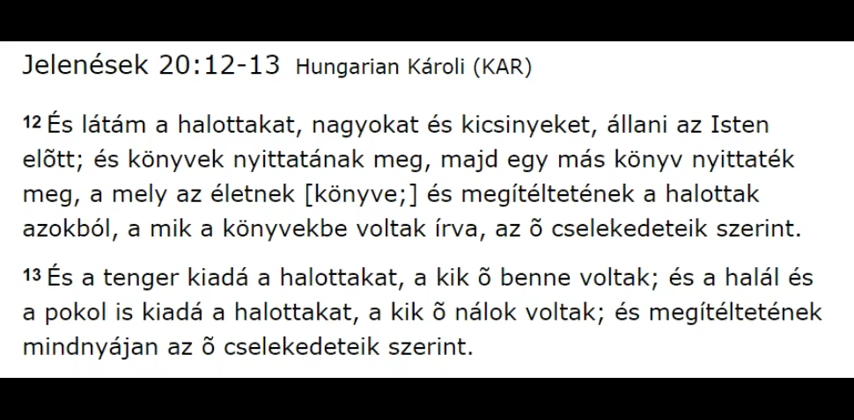 Jelenések 20:12-13 Hungarian Károli (KAR)
12 És látám a halottakat, nagyokat és kicsinyeket, állani az Isten
elõtt; és könyvek nyittatának meg, majd egy más könyv nyittaték
meg, a mely az életnek [könyve;] és megítéltetének a halottak
azokból, a mik a könyvekbe voltak írva, az õ cselekedeteik szerint.
13 És a tenger kiadá a halottakat, a kik õ benne voltak; és a halál és
a pokol is kiadá a halottakat, a kik õ nálok voltak; és megítéltetének
mindnyájan az õ cselekedeteik szerint.